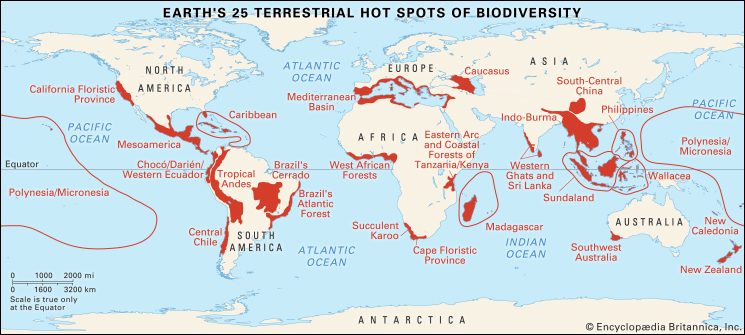 EARTH'S 25 TERRESTRIAL HOT SPOTS OF BIODIVERSITY
ATLANTIC
OCEAN
NORTH
AMERICA
EUROPE
ASIA
Caucasus
California Floristic
Province
Mediterranean
Basin
South-Central
China
PACIFIC
OCEAN
Caribbean
AFRICA
Eastern Arc
and Coastal
Forests of
Tanzania/Kenya
Indo-Burma
Philippines
PACIFIC
OCEAN
Mesoamerica
Polynesia/
Micronesia
Equator
Chocó/Darién/
Western Ecuador
Tropical
Andes
Brazil's
Cerrado
West African
Forests
Western
Ghats and
Sri Lanka
Wallacea
Polynesia/Micronesia
Brazil's
Atlantic
Forest
Sundaland
Madagascar
AUSTRALIA
New
Caledonia
Central
Chile
SOUTH
AMERICA
Succulent
Karoo
Cape Floristic
Province
ATLANTIC
OCEAN
INDIAN
OCEAN
Southwest
Australia
New Zealand
0 1000 2000 mi
0 1600 3200 km
Scale is true only
at the Equator
ANTARCTICA
© Encyclopædia Britannica, Inc.